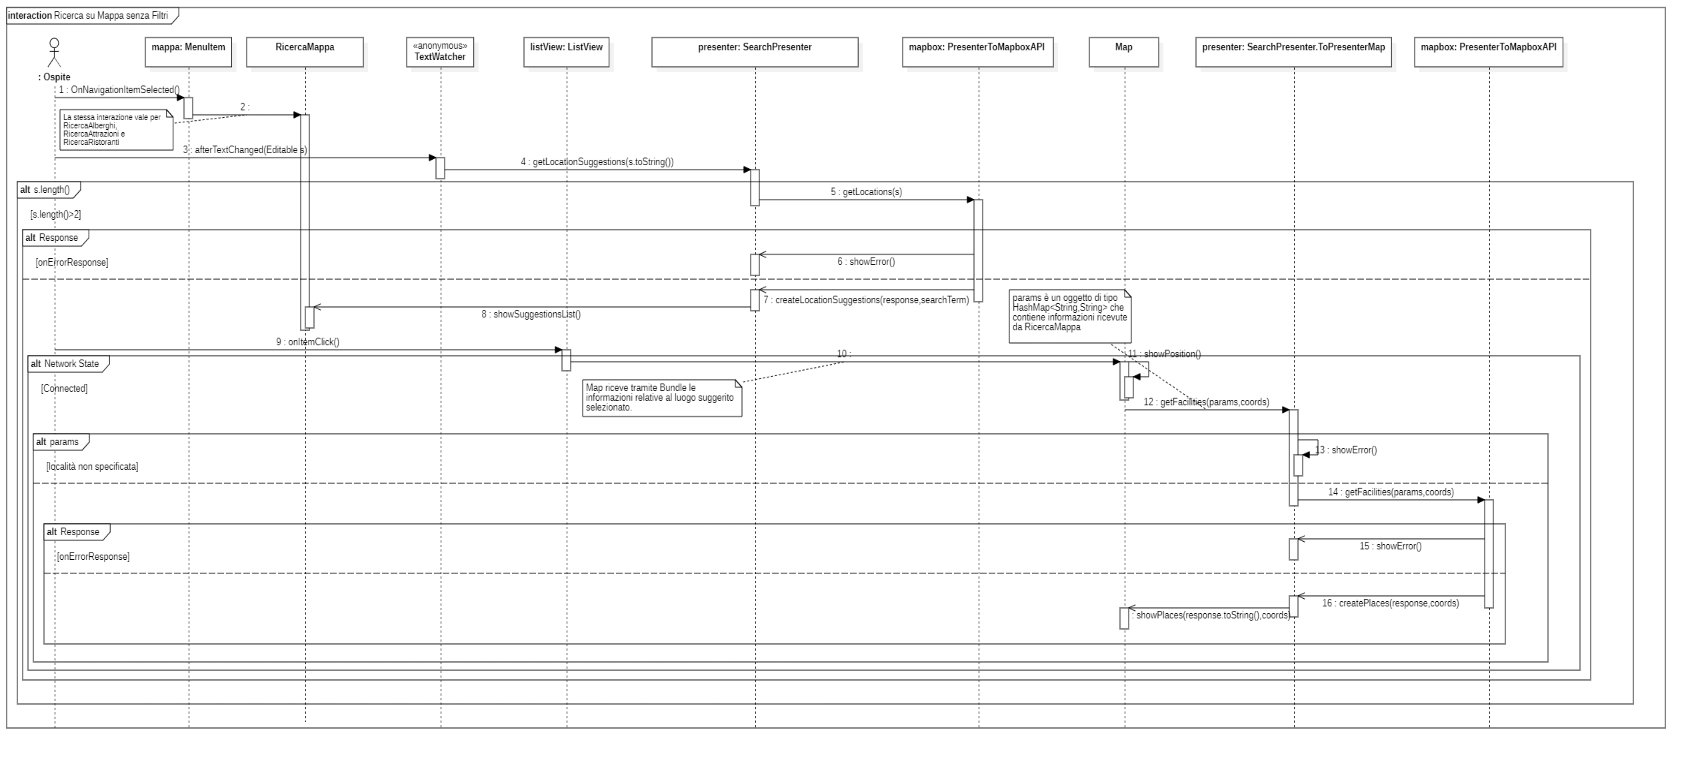 interaction Ricerca su Mappa senza Filtri
mappa: MenuItem
RicercaMappa
«anonymous»
TextWatcher
listView: ListView
presenter: SearchPresenter
mapbox: PresenterToMapboxAPI
Map
presenter: SearchPresenter.ToPresenterMap
mapbox: PresenterToMapboxAPI
: Ospite
1 : OnNavigationItemSelected()
2 :
La stessa interazione vale per
RicercaAlberghi,
RicercaAttrazioni e
RicercaRistoranti
3 : afterTextChanged(Editable s)
4 : getLocationSuggestions(s.toString())
alt s.length()
5 : getLocations(s)
[s.length()>2]
alt Response
[onErrorResponse]
6 : showError()
7 : createLocationSuggestions(response,searchTerm)
params è un oggetto di tipo
HashMap<String,String> che
contiene informazioni ricevute
da RicercaMappa
8 : showSuggestionsList()
9 : onItemClick()
alt Network State
10 :
11 : showPosition()
[Connected]
Map riceve tramite Bundle le
informazioni relative al luogo suggerito
selezionato.
12 : getFacilities(params,coords)
alt params
13 : showError()
[località non specificata]
14 : getFacilities(params,coords)
alt Response
15 : showError()
[onErrorResponse]
16 : createPlaces(response,coords)
: showPlaces(response.toString(),coords)